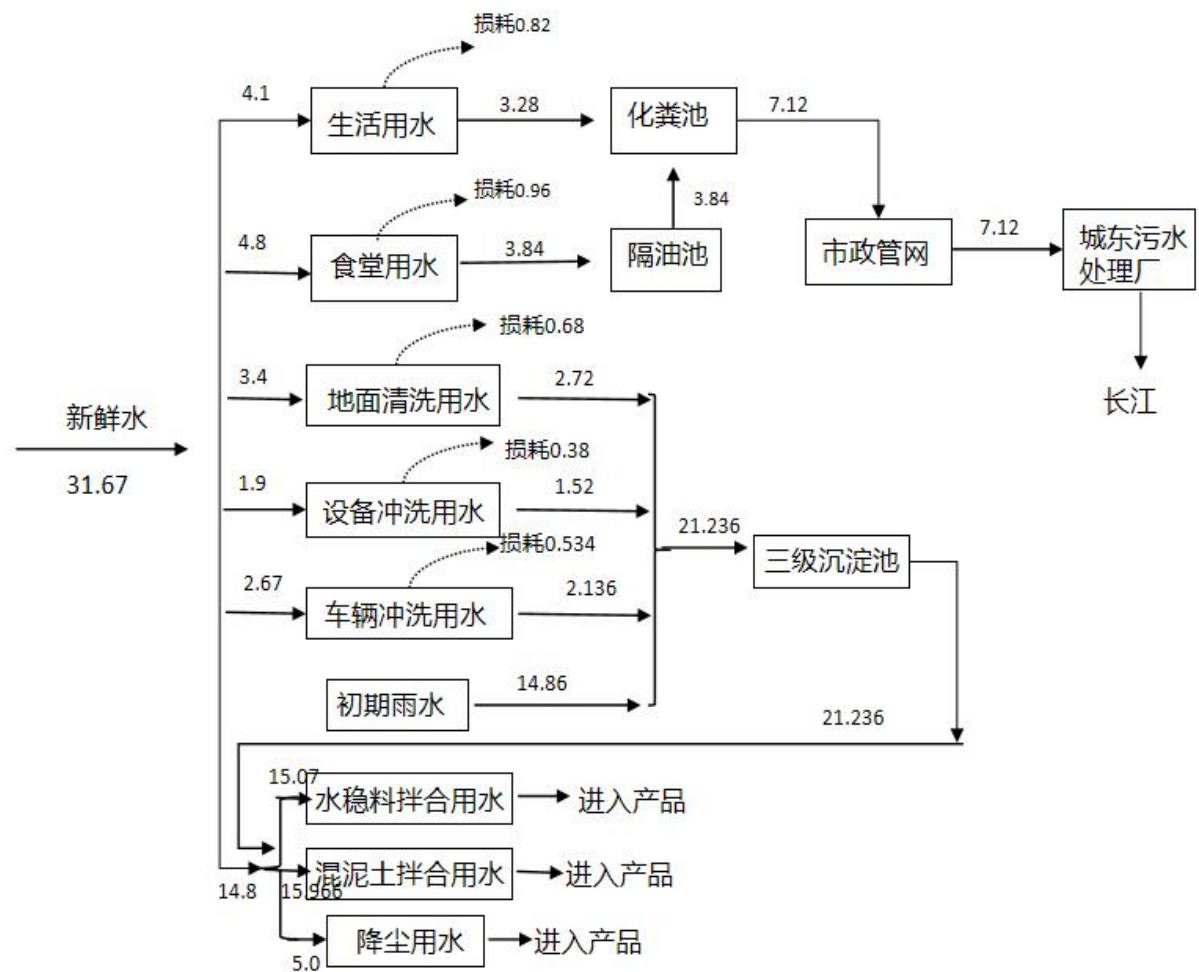 损耗0.82
4.1
生活用水
3.28
化粪池
7.12
损耗0.96
4.8
食堂用水
3.84
隔油池
3.84
市政管网
7.12
城东污水
处理厂
长江
损耗0.68
3.4
地面清洗用水
2.72
新鲜水
31.67
损耗0.38
1.9
设备冲洗用水
1.52
损耗0.534
2.67
车辆冲洗用水
2.136
21.236
三级沉淀池
初期雨水
14.86
21.236
15.07
水稳料拌合用水
进入产品
14.8
15.966
混泥土拌合用水
进入产品
5.0
降尘用水
进入产品